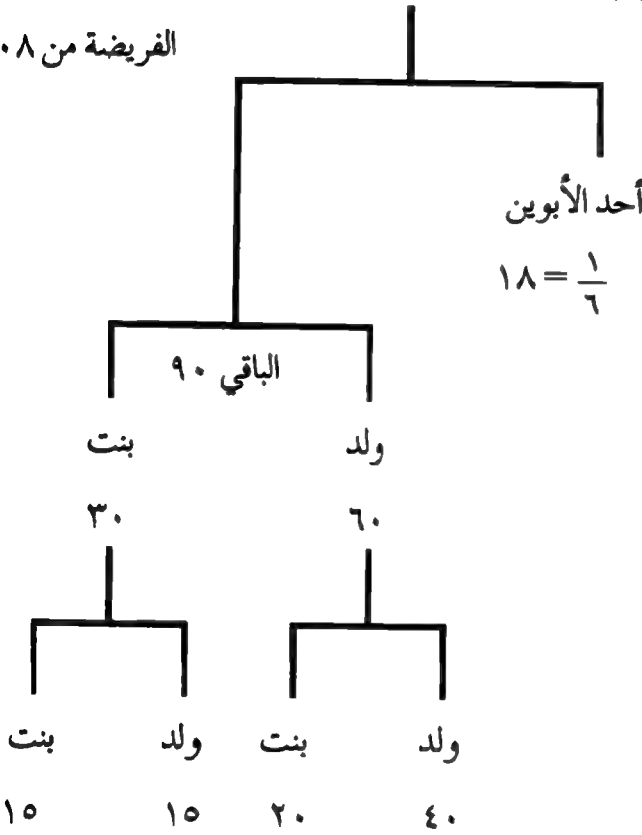 الفريضة من ٠٨
أحد الأبوين
١/٦ = ١٨
الباقي ٩٠
ولد بنت
٦٠ ٣٠
ولد بنت ولد بنت
٤٠ ٢٠ ١٥ ١٥